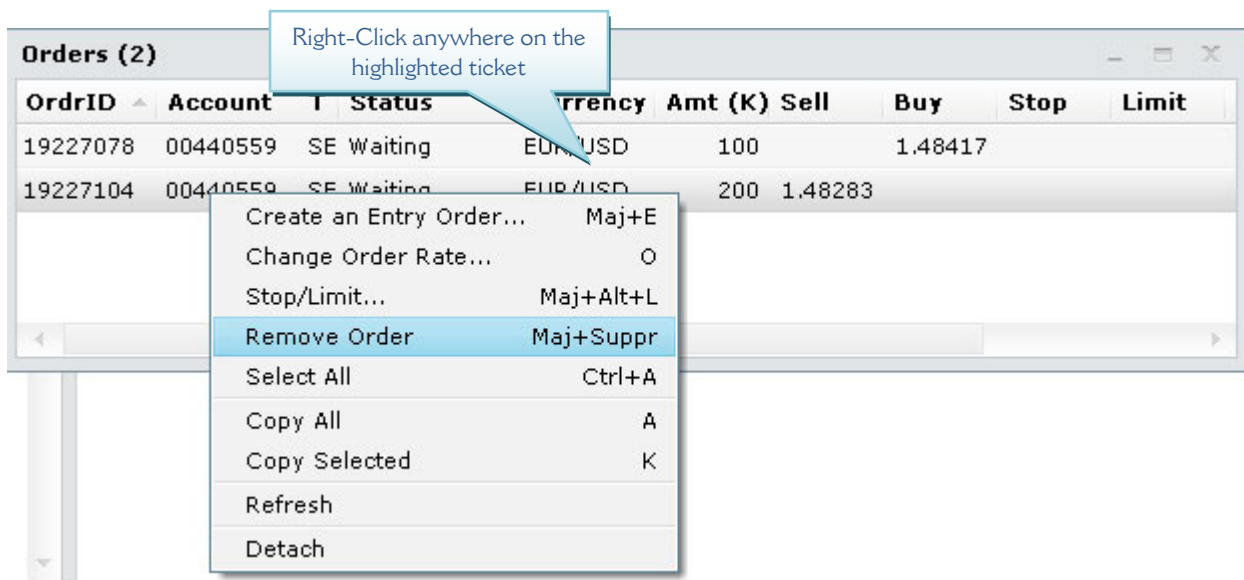 Right-Click anywhere on the
highlighted ticket
Orders (2)
OrdrID Account T Status rrency Amt (K) Sell Buy Stop Limit
19227078 00440559 SE Waiting EUR/USD 100 1.48417
19227104 00440559 SE Waiting EUR/USD 200 1.48283
Create an Entry Order... Maj+E
Change Order Rate... O
Stop/Limit... Maj+Alt+L
Remove Order Maj+Suppr
Select All Ctrl+A
Copy All A
Copy Selected K
Refresh
Detach